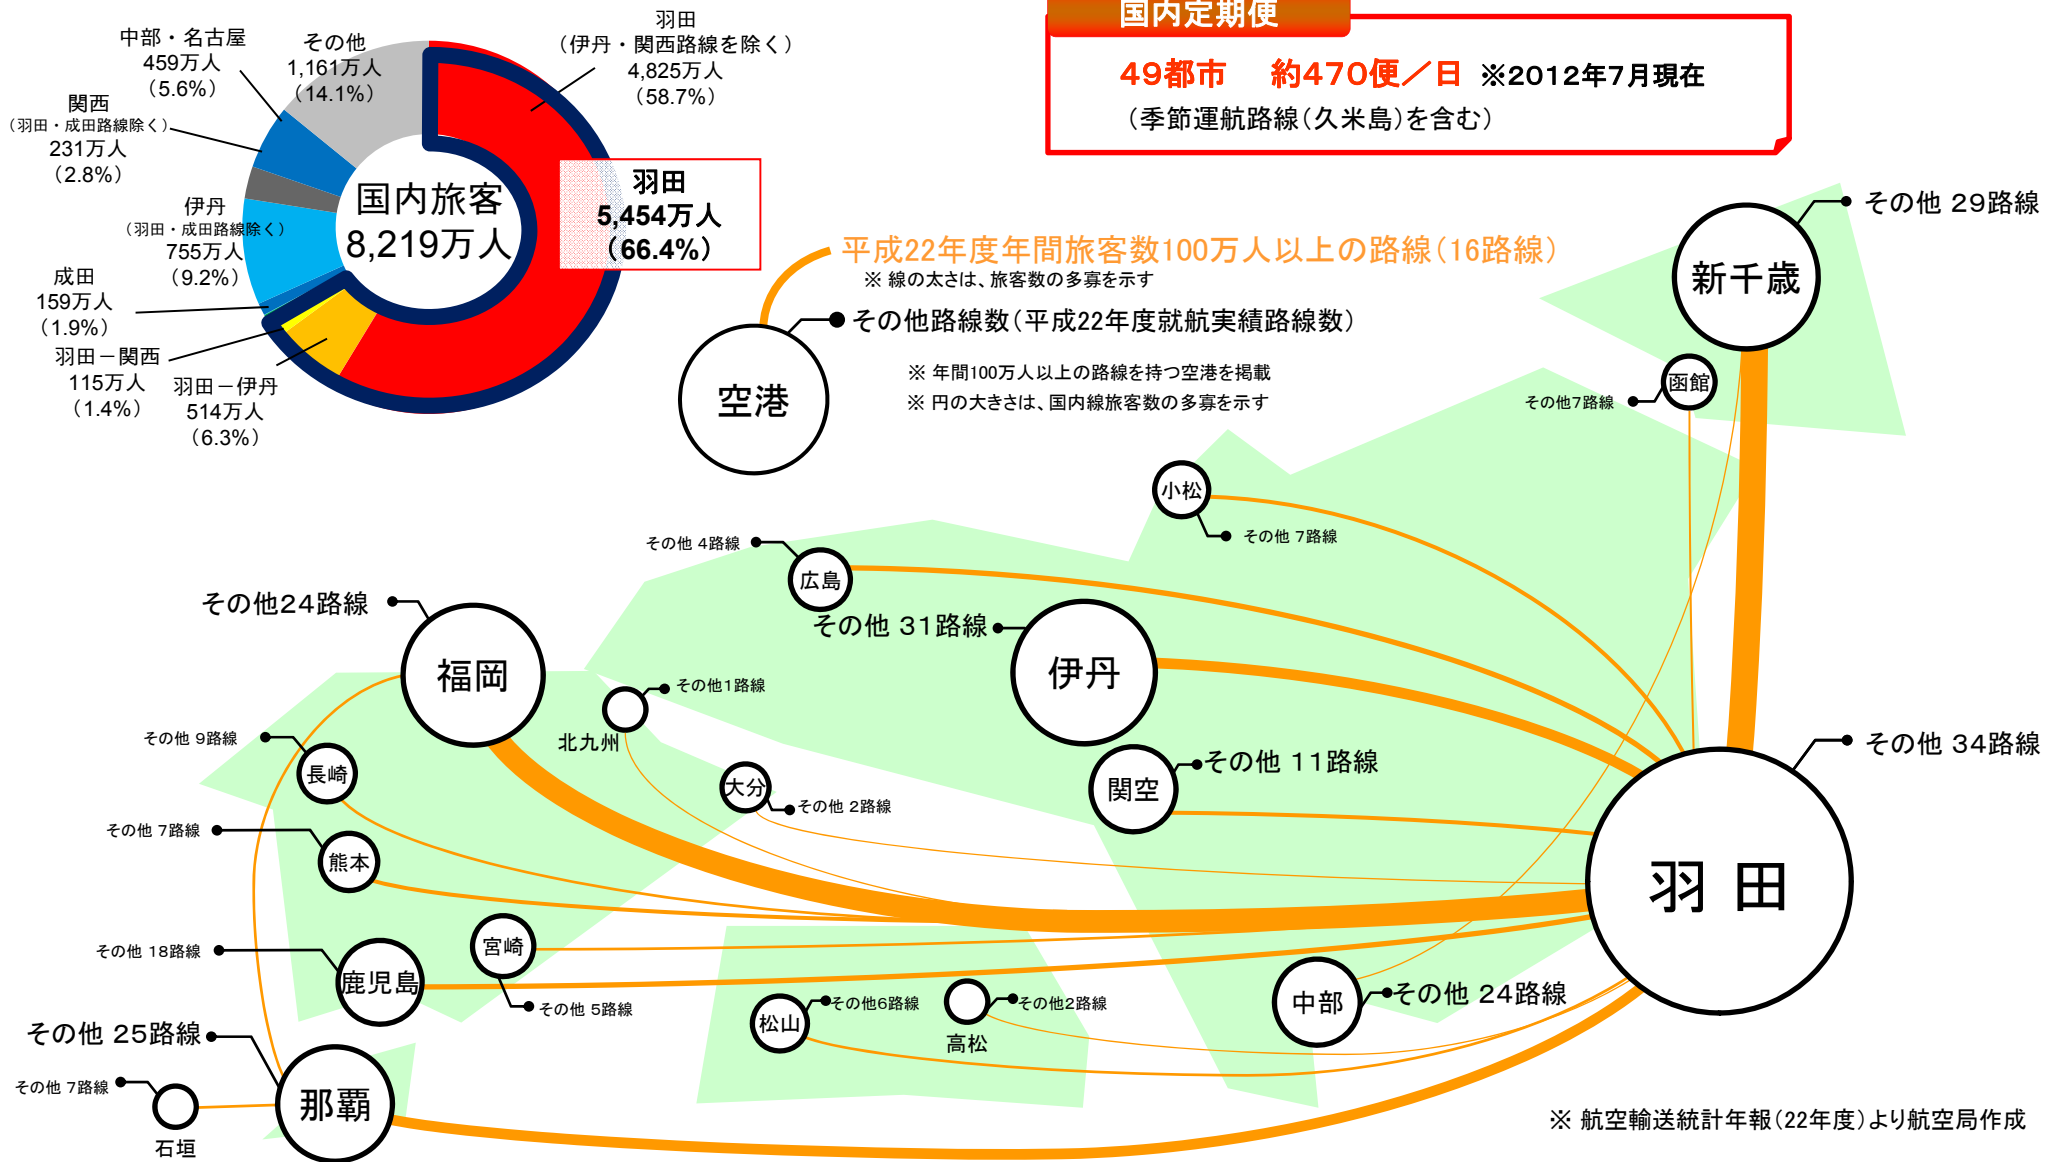 国内定期便
49都市　約470便／日 ※2012年7月現在
（季節運航路線（久米島）を含む）
中部・名古屋
459万人
（5.6%）
その他
1,161万人
（14.1%）
羽田
（伊丹・関西路線を除く）
4,825万人
（58.7%）
関西
（羽田・成田路線除く）
231万人
（2.8%）
伊丹
（羽田・成田路線除く）
755万人
（9.2%）
成田
159万人
（1.9%）
羽田－関西
115万人
（1.4%）
羽田－伊丹
514万人
（6.3%）
国内旅客
8,219万人
羽田
5,454万人
（66.4%）
平成22年度年間旅客数100万人以上の路線（16路線）
※ 線の太さは、旅客数の多寡を示す
その他路線数（平成22年度就航実績路線数）
空港
※ 年間100万人以上の路線を持つ空港を掲載
※ 円の大きさは、国内線旅客数の多寡を示す
その他 29路線
新千歳
函館
その他7路線
小松
その他 7路線
その他 4路線
広島
その他24路線
福岡
その他 31路線
伊丹
その他1路線
北九州
その他 9路線
長崎
大分
その他 2路線
関空
その他 11路線
その他 34路線
羽田
その他 7路線
熊本
その他 18路線
鹿児島
宮崎
その他 5路線
松山
その他6路線
高松
その他2路線
中部
その他 24路線
その他 25路線
那覇
その他 7路線
石垣
※ 航空輸送統計年報（22年度）より航空局作成